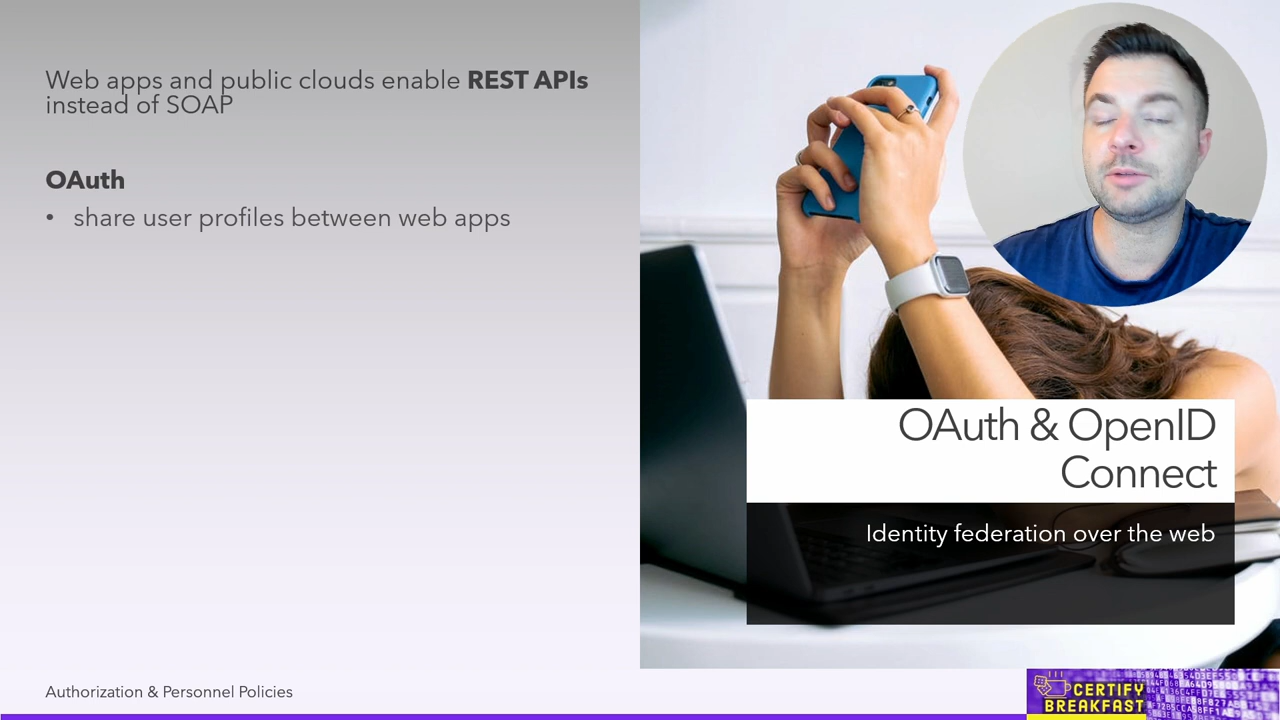 Web apps and public clouds enable REST APIs
instead of SOAP
OAuth
• share user profiles between web apps
OAuth & OpenID
Connect
Identity federation over the web
Authorization & Personnel Policies
CERTIFY
BREAKFAST